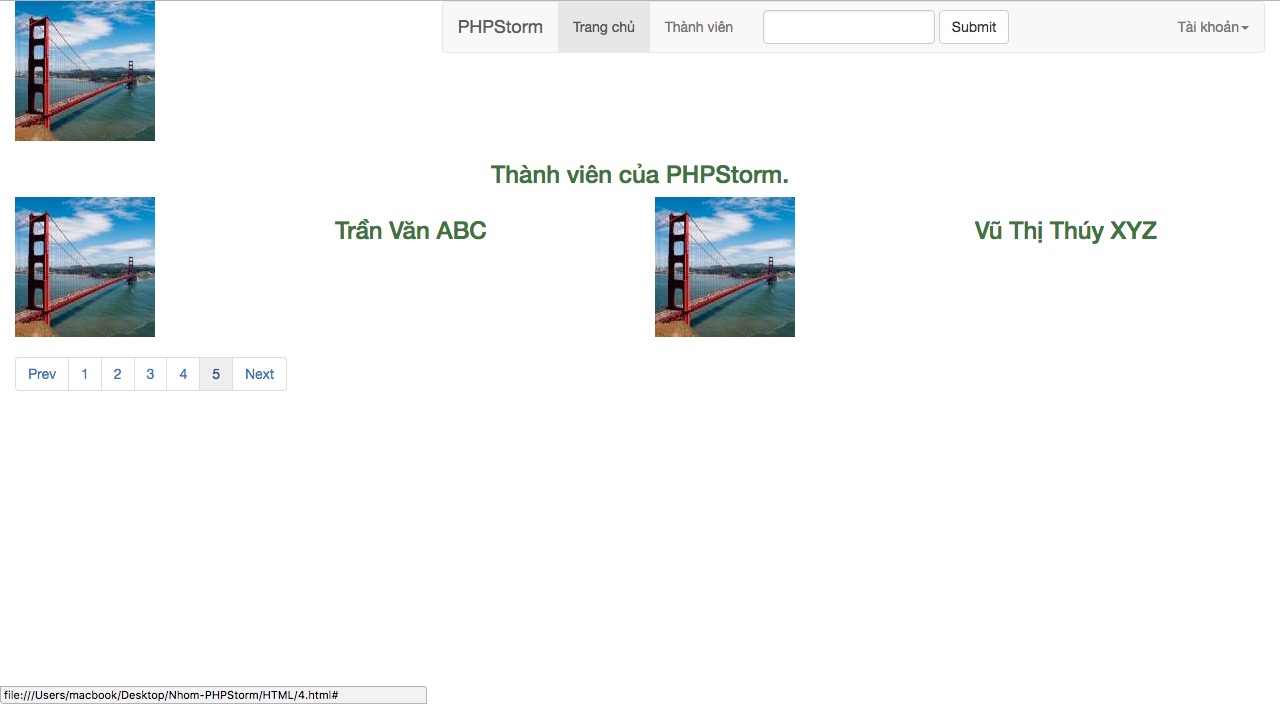 PHPStorm Trang chủ Thành viên Submit Tài khoản
Thành viên của PHPStorm.
Trần Văn ABC Vũ Thị Thúy XYZ
Prev 1 2 3 4 5 Next
file:///Users/macbook/Desktop/Nhom-PHPStorm/HTML/4.html#